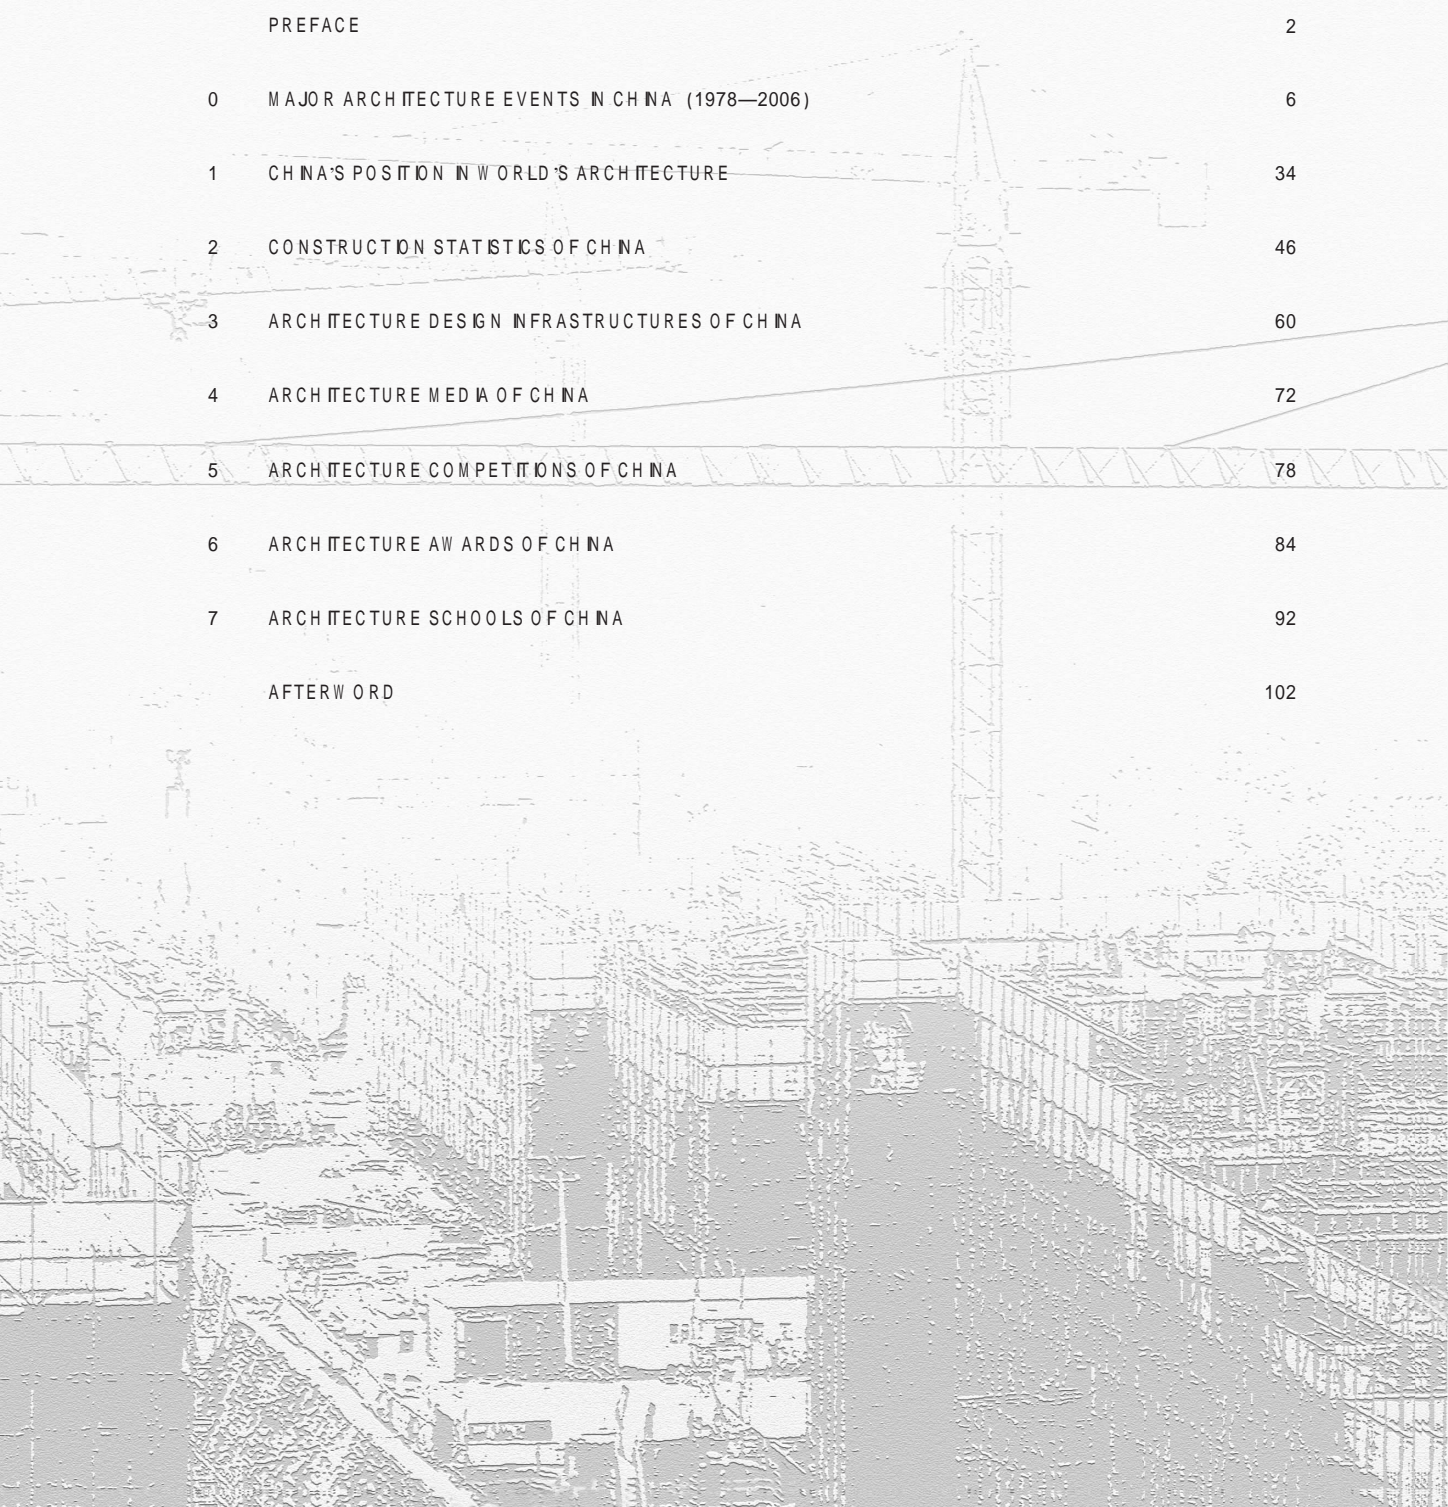 PREFACE 2
0 MAJOR ARCHITECTURE EVENTS IN CHINA (1978—2006) 6
1 CHINA'S POSITION IN WORLD'S ARCHITECTURE 34
2 CONSTRUCTION STATISTICS OF CHINA 46
3 ARCHITECTURE DESIGN INFRASTRUCTURES OF CHINA 60
4 ARCHITECTURE MEDIA OF CHINA 72
5 ARCHITECTURE COMPETITIONS OF CHINA 78
6 ARCHITECTURE AWARDS OF CHINA 84
7 ARCHITECTURE SCHOOLS OF CHINA 92
AFTERWORD 102